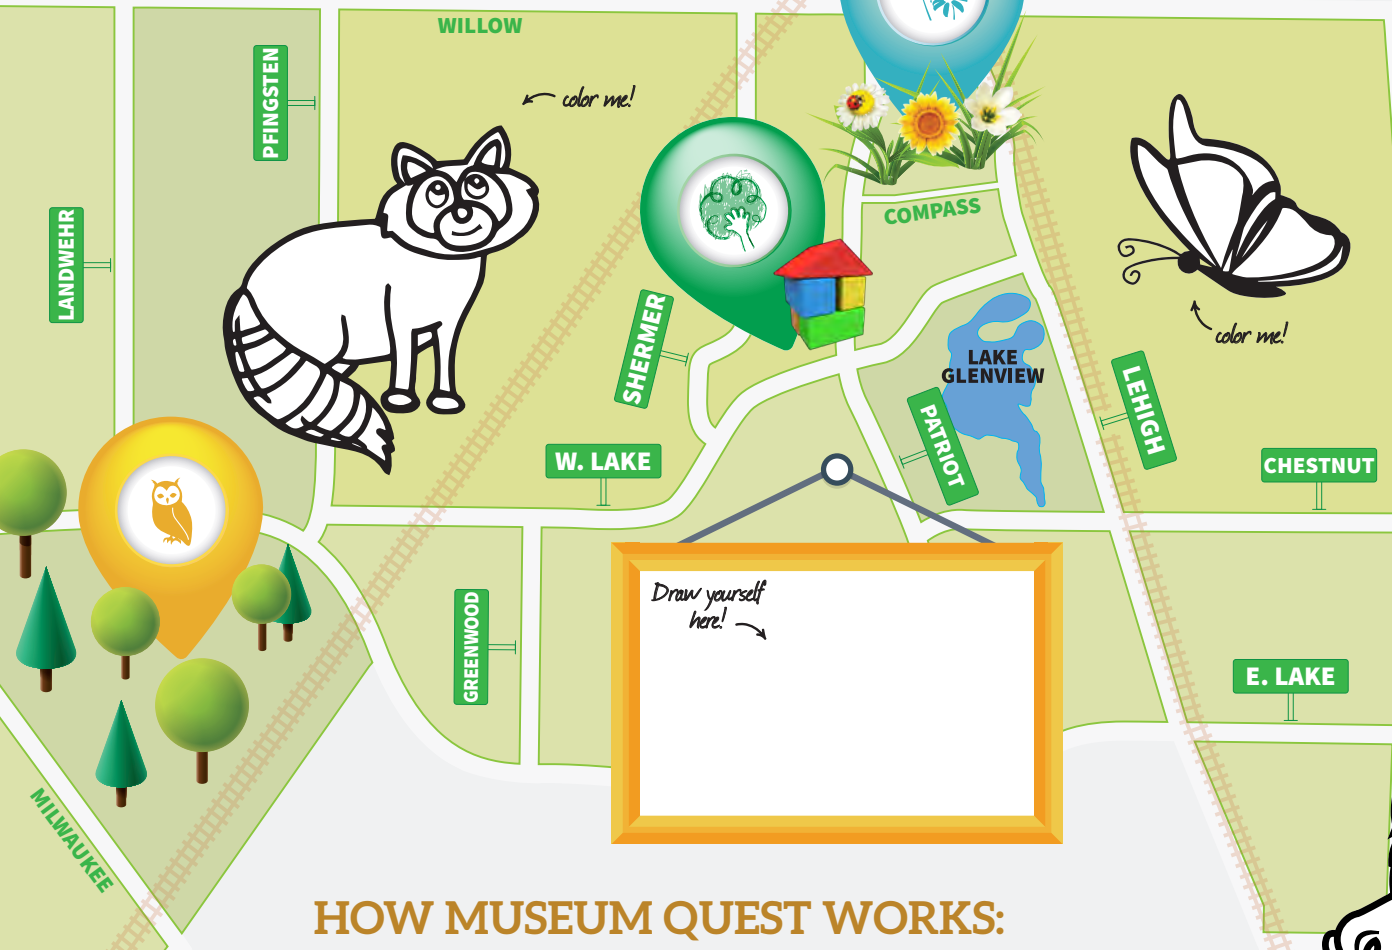 WILLOW
PFINGSTEN
color me!
LANDWEHR
COMPASS
SHERMER
LAKE
GLENVIEW
color me!
LEHIGH
PATRIOT
W. LAKE
CHESTNUT
Draw yourself
here!
GREENWOOD
E. LAKE
MILWAUKEE
HOW MUSEUM QUEST WORKS: